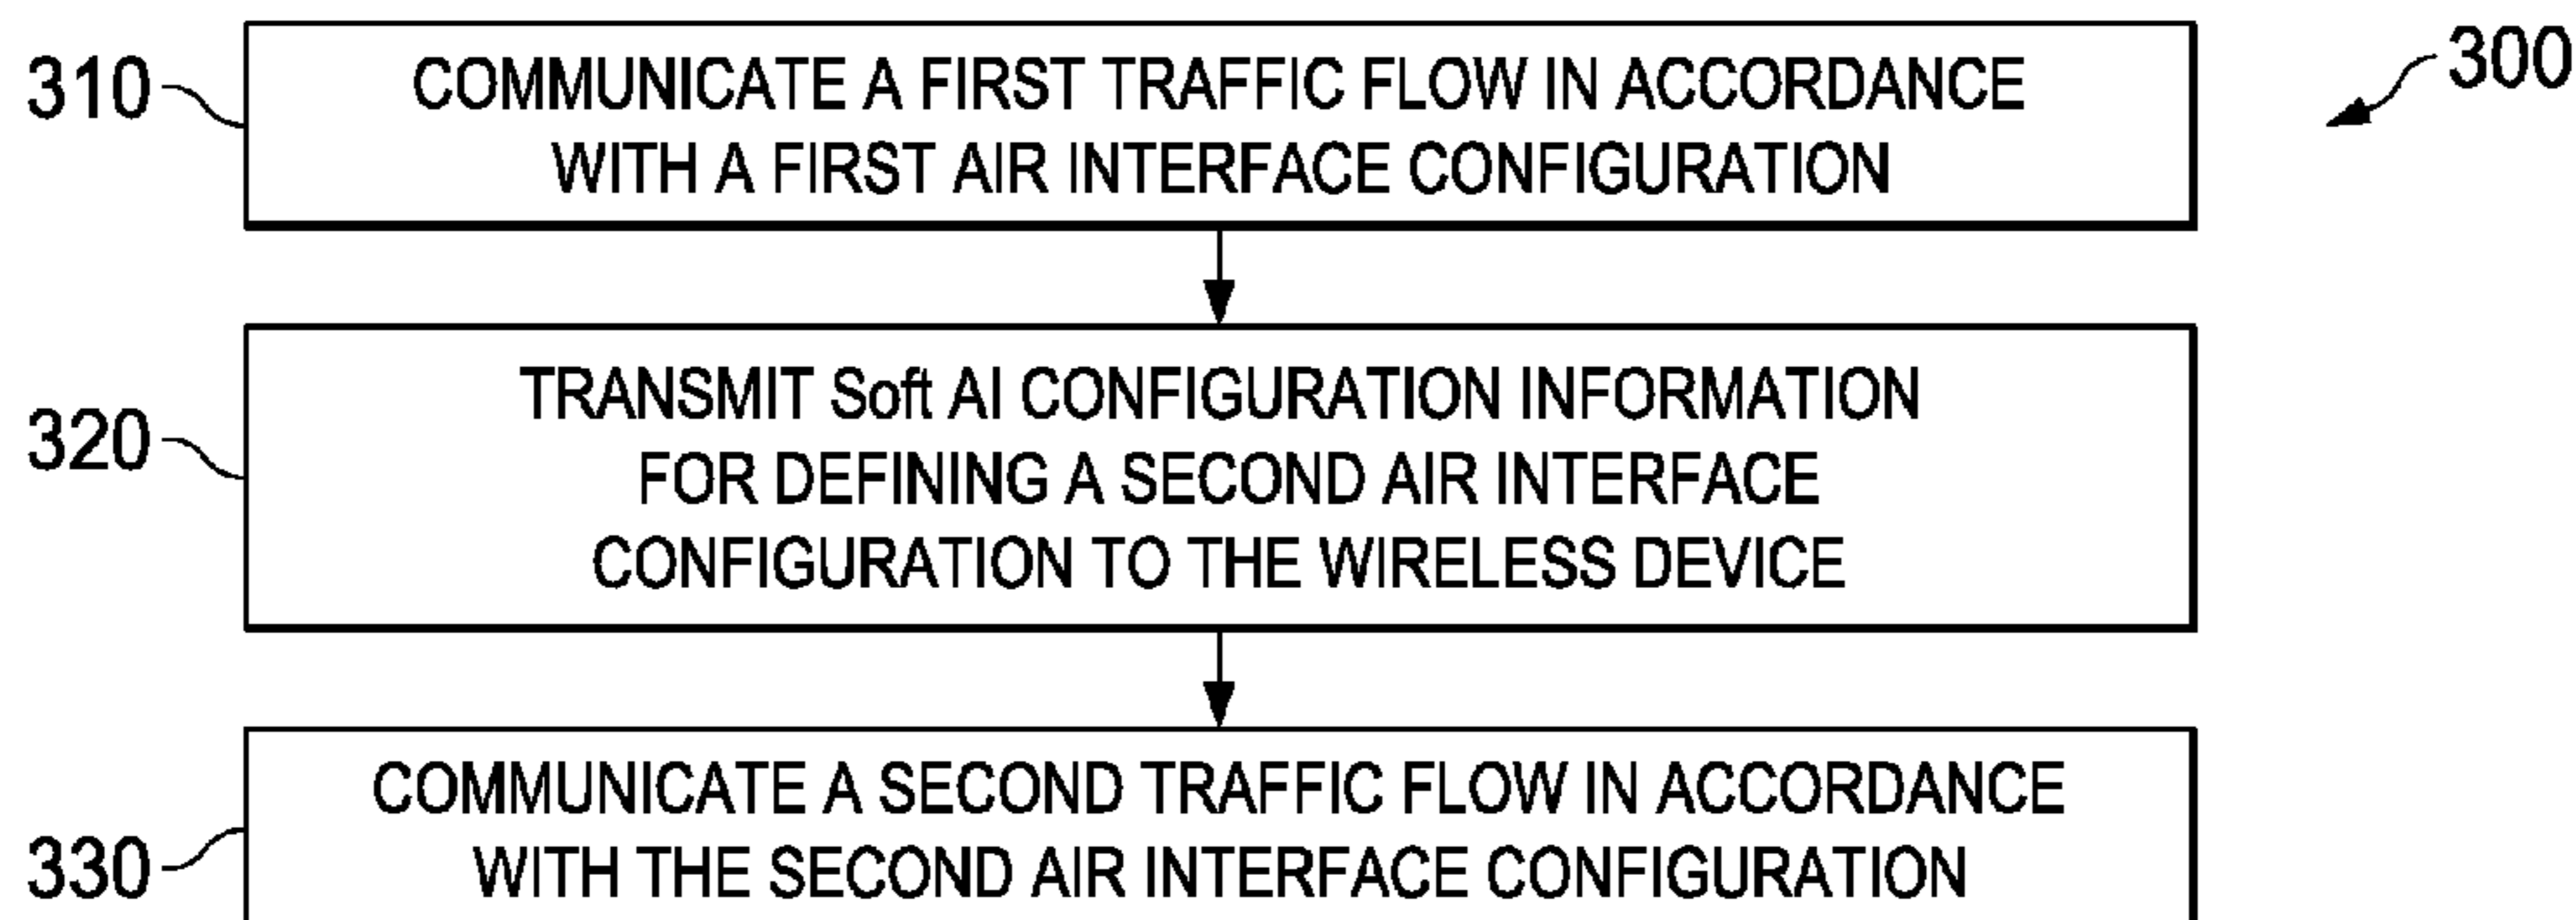 310
COMMUNICATE A FIRST TRAFFIC FLOW IN ACCORDANCE
WITH A FIRST AIR INTERFACE CONFIGURATION
300
320
TRANSMIT Soft AI CONFIGURATION INFORMATION
FOR DEFINING A SECOND AIR INTERFACE
CONFIGURATION TO THE WIRELESS DEVICE
330
COMMUNICATE A SECOND TRAFFIC FLOW IN ACCORDANCE
WITH THE SECOND AIR INTERFACE CONFIGURATION